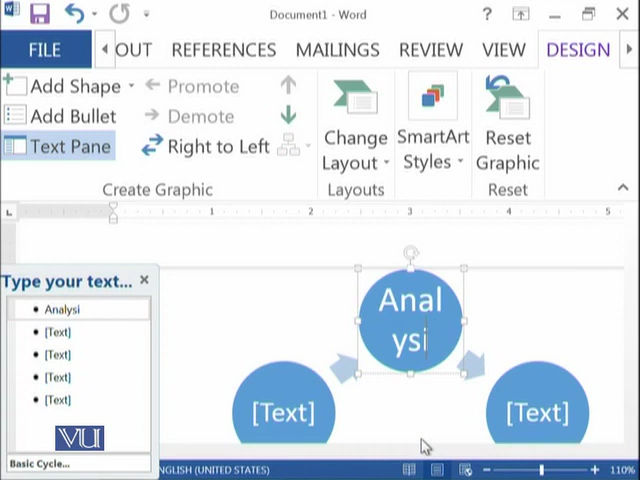 Document1 - Word
?
FILE
OUT
REFERENCES
MAILINGS
REVIEW
VIEW
DESIGN
Add Shape
Promote
Add Bullet
Demote
Text Pane
Right to Left
Create Graphic
Change
Layout
Layouts
SmartArt
Styles
Reset
Graphic
Reset
L
1
2
3
4
5
Type your text...
Analysi
[Text]
[Text]
[Text]
[Text]
VU
Basic Cycle...
Anal
ysi
[Text]
[Text]
NGLISH (UNITED STATES)
110%